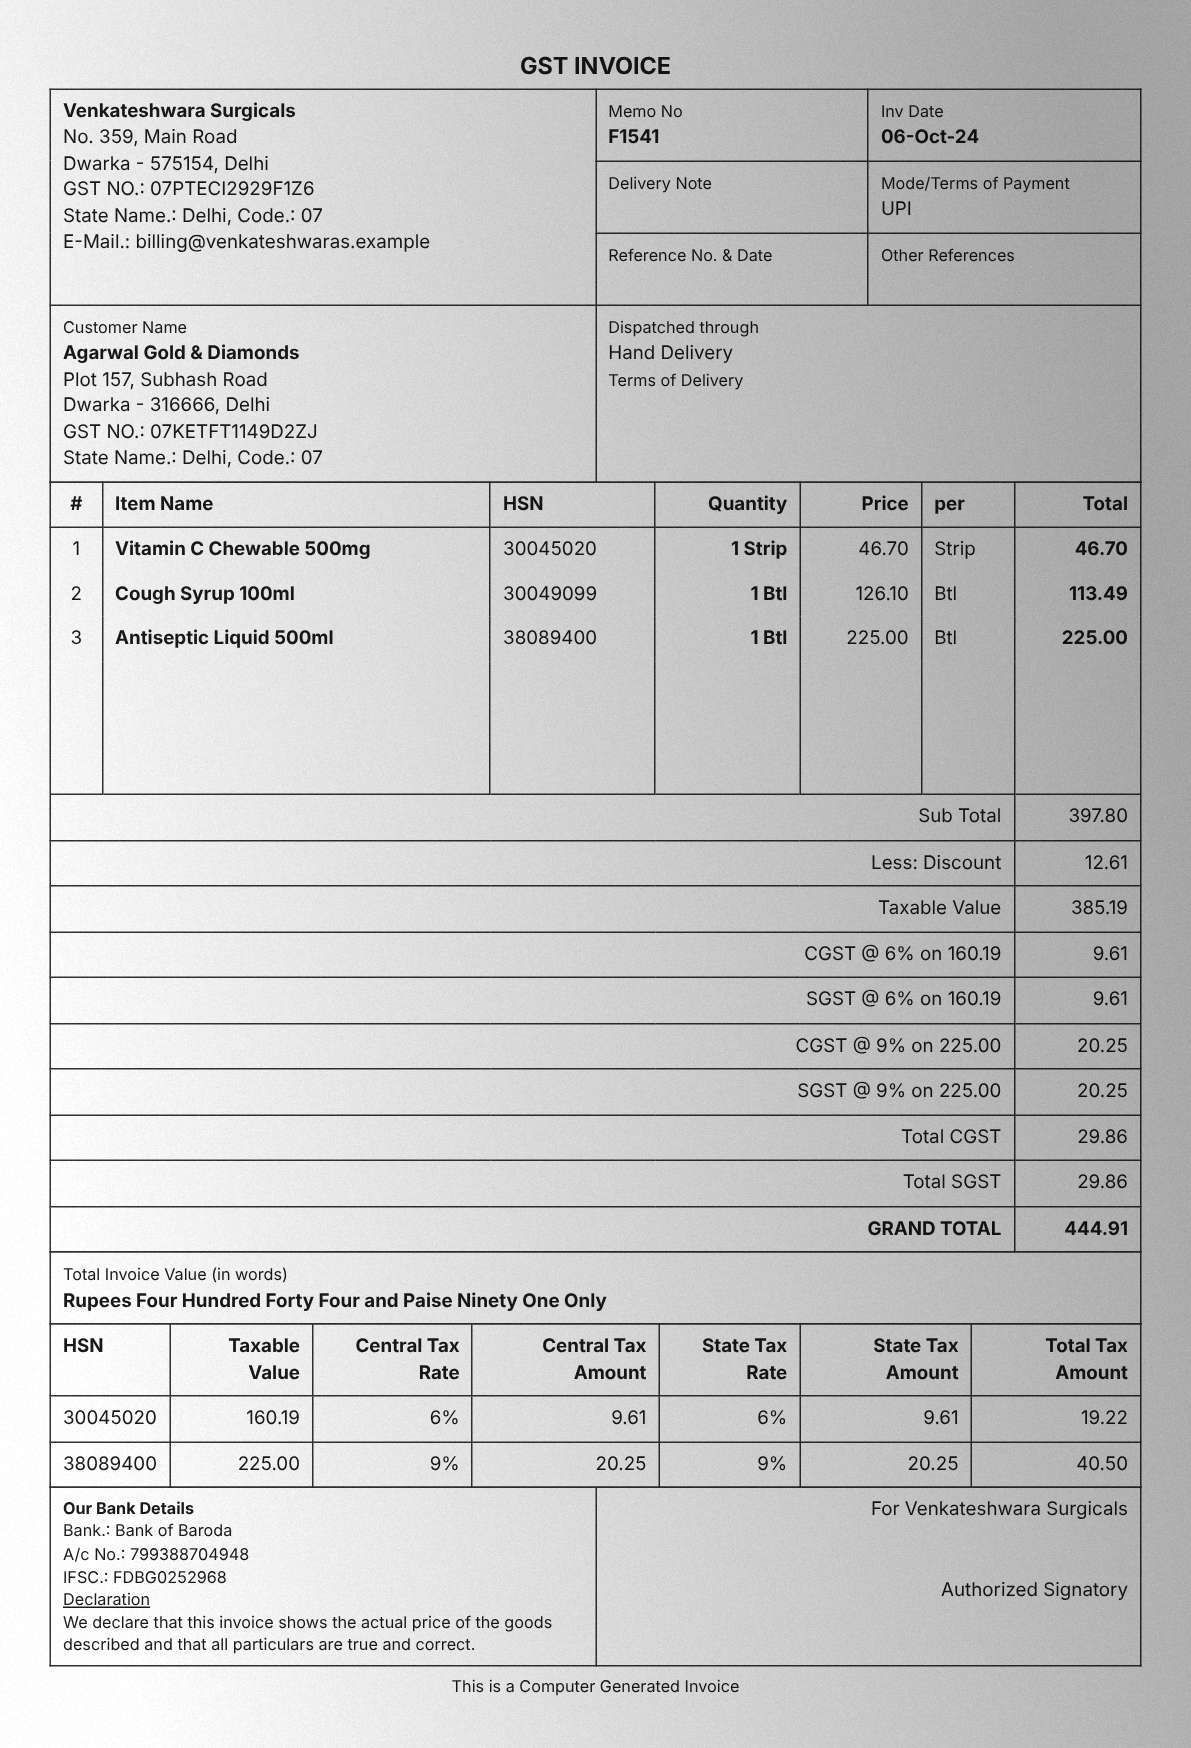 GST INVOICE
Venkateshwara Surgicals
No. 359, Main Road
Dwarka - 575154, Delhi
GST NO.: 07PTECI2929F1Z6
State Name.: Delhi, Code.: 07
E-Mail.: billing@venkateshwaras.example
Memo No
F1541
Inv Date
06-Oct-24
Delivery Note
Mode/Terms of Payment
UPI
Reference No. & Date
Other References
Customer Name
Agarwal Gold & Diamonds
Plot 157, Subhash Road
Dwarka - 316666, Delhi
GST NO.: 07KETFT1149D2ZJ
State Name.: Delhi, Code.: 07
Dispatched through
Hand Delivery
Terms of Delivery
# Item Name HSN Quantity Price per Total
1 Vitamin C Chewable 500mg 30045020 1 Strip 46.70 Strip 46.70
2 Cough Syrup 100ml 30049099 1 Btl 126.10 Btl 113.49
3 Antiseptic Liquid 500ml 38089400 1 Btl 225.00 Btl 225.00
Sub Total 397.80
Less: Discount 12.61
Taxable Value 385.19
CGST @ 6% on 160.19 9.61
SGST @ 6% on 160.19 9.61
CGST @ 9% on 225.00 20.25
SGST @ 9% on 225.00 20.25
Total CGST 29.86
Total SGST 29.86
GRAND TOTAL 444.91
Total Invoice Value (in words)
Rupees Four Hundred Forty Four and Paise Ninety One Only
HSN Taxable Value Central Tax Rate Central Tax Amount State Tax Rate State Tax Amount Total Tax Amount
30045020 160.19 6% 9.61 6% 9.61 19.22
38089400 225.00 9% 20.25 9% 20.25 40.50
Our Bank Details
Bank.: Bank of Baroda
A/c No.: 799388704948
IFSC.: FDBG0252968
Declaration
We declare that this invoice shows the actual price of the goods
described and that all particulars are true and correct.
For Venkateshwara Surgicals
Authorized Signatory
This is a Computer Generated Invoice